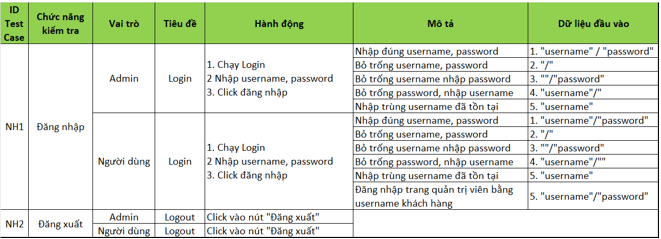 ID Test Case | Chức năng kiểm tra | Vai trò | Tiêu đề | Hành động | Mô tả | Dữ liệu đầu vào
NH1 | Đăng nhập | Admin | Login
1. Chạy Login
2 Nhập username, password
3. Click đăng nhập
Nhập đúng username, password | 1. "username" / "password"
Bỏ trống username, password | 2. "/"
Bỏ trống username nhập password | 3. ""/"password"
Bỏ trống password, nhập username | 4. "username"/"
Nhập trùng username đã tồn tại | 5. "username"
Người dùng | Login
1. Chạy Login
2 Nhập username, password
3. Click đăng nhập
Nhập đúng username, password | 1. "username"/"password"
Bỏ trống username, password | 2. "/"
Bỏ trống username nhập password | 3. ""/"password"
Bỏ trống password, nhập username | 4. "username"/""
Nhập trùng username đã tồn tại | 5. "username"
Đăng nhập trang quản trị viên bằng
username khách hàng | 5. "username"/"password"
NH2 | Đăng xuất | Admin | Logout | Click vào nút "Đăng xuất"
Người dùng | Logout | Click vào nút "Đăng xuất"